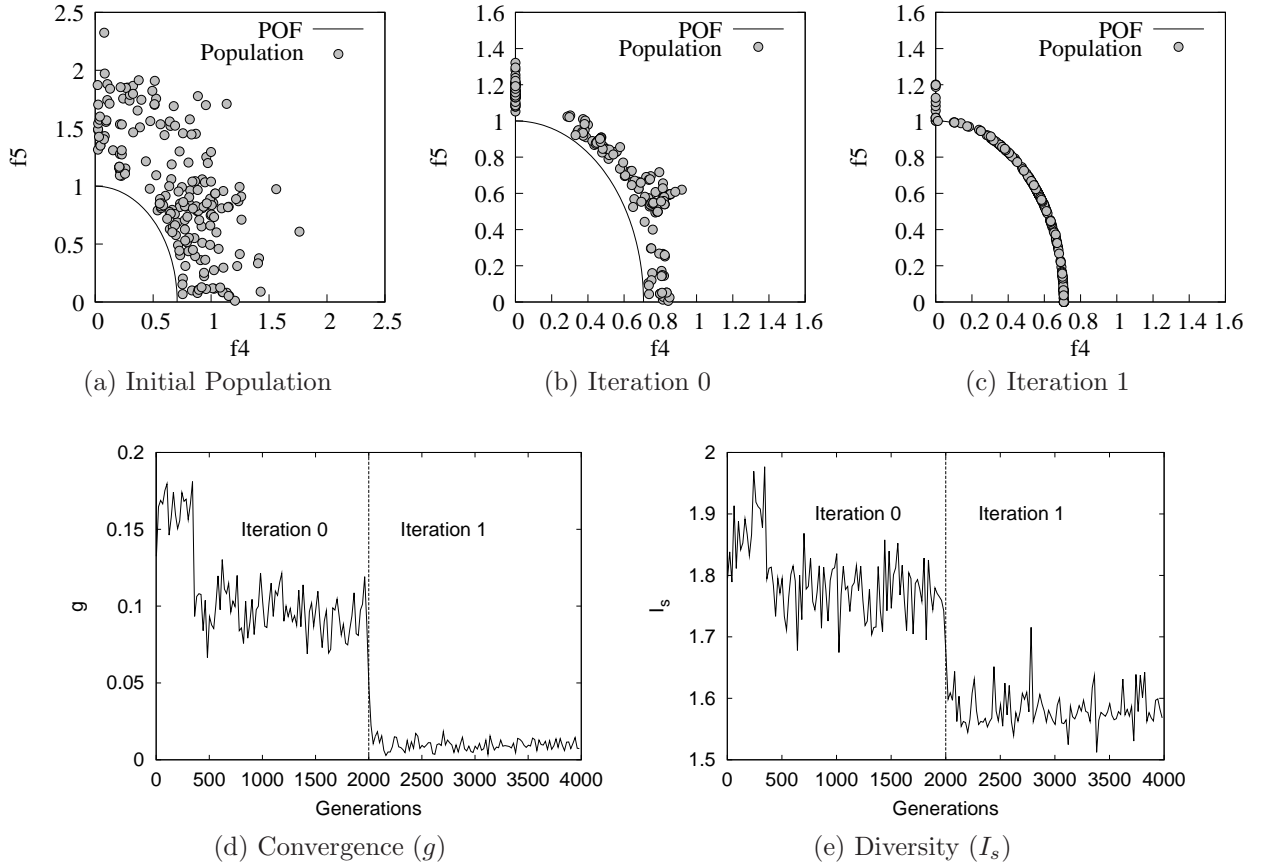 POF
Population
2.5
2
1.5
1
0.5
0
0 0.5 1 1.5 2 2.5
f5
f4
(a) Initial Population
POF
Population
1.6
1.4
1.2
1
0.8
0.6
0.4
0.2
0
0 0.2 0.4 0.6 0.8 1 1.2 1.4 1.6
f5
f4
(b) Iteration 0
POF
Population
1.6
1.4
1.2
1
0.8
0.6
0.4
0.2
0
0 0.2 0.4 0.6 0.8 1 1.2 1.4 1.6
f5
f4
(c) Iteration 1
0.2
0.15
0.1
0.05
0
g
Iteration 0 Iteration 1
0 500 1000 1500 2000 2500 3000 3500 4000
Generations
(d) Convergence (g)
2
1.9
1.8
1.7
1.6
1.5
I_s
Iteration 0 Iteration 1
0 500 1000 1500 2000 2500 3000 3500 4000
Generations
(e) Diversity (I_s)